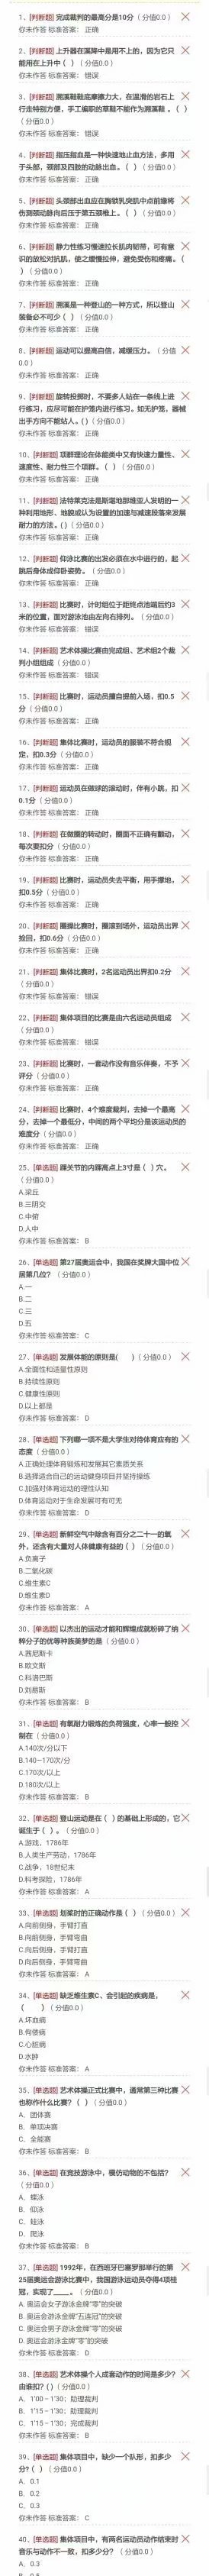 1、[判断题] 完成裁判的最高分是10分（分值0.0）
你未作答 标准答案： 正确
2、[判断题] 上升器在溪降中是用不上的，因为它只
能用在上升中（ ）（分值0.0）
你未作答 标准答案： 错误
3、[判断题] 溯溪鞋鞋底摩擦力大，在湿滑的岩石上
行走特别方便，手工编织的草鞋不能作为溯溪鞋 。（ ）
（分值0.0）
你未作答 标准答案： 错误
4、[判断题] 指压指血是一种快速地止血方法，多用
于头部，颈部及四肢的动脉出血。（ ）（分值0.0）
你未作答 标准答案： 正确
5、[判断题] 头颈部出血应在胸锁乳突肌中点前缘将
伤测颈动脉向后压于第五颈椎上。（ ）（分值0.0）
你未作答 标准答案： 正确
6、[判断题] 静力性练习慢速拉长肌肉韧带，可有意
识的放松对抗肌，使之缓慢拉伸，避免受伤和疼痛。（
）（分值0.0）
你未作答 标准答案： 正确
7、[判断题] 溯溪是一种登山的一种方式，所以登山
装备必不可少（ ）（分值0.0）
你未作答 标准答案： 正确
8、[判断题] 运动可以提高自信，减缓压力。（分值
0.0）
你未作答 标准答案： 正确
9、[判断题] 旋转投掷时，不要多人站在一条线上进
行练习，应尽可能在护笼内进行练习。如无护笼，器械
出手方向不能站人。( )（分值0.0）
你未作答 标准答案： 正确
10、[判断题] 项群理论在体能类中又有快速力量性、
速度性、耐力性三个项群。（ ）（分值0.0）
你未作答 标准答案： 正确
11、[判断题] 法特莱克法是斯堪地那维亚人发明的一
种利用地形、地貌或认为设置的加速与减速段落来发展
耐力的方法。( )（分值0.0）
你未作答 标准答案： 正确
12、[判断题] 仰泳比赛的出发必须在水中进行的，起
跳后身体成仰卧姿势。（分值0.0）
你未作答 标准答案： 正确
13、[判断题] 比赛时，计时组位于距终点池端后约3
米的位置，面对游泳池由左向右排列。（分值0.0）
你未作答 标准答案： 错误
14、[判断题] 艺术体操比赛由完成组、艺术组2个裁
判小组组成（分值0.0）
你未作答 标准答案： 错误
15、[判断题] 比赛时，运动员擅自提前入场，扣0.5
分（分值0.0）
你未作答 标准答案： 正确
16、[判断题] 集体比赛时，运动员的服装不符合规
定，扣0.3分（分值0.0）
你未作答 标准答案： 正确
17、[判断题] 运动员在做球的滚动时，伴有小跳，扣
0.1分（分值0.0）
你未作答 标准答案： 正确
18、[判断题] 在做圈的转动时，圈面不正确有颤动，
每次要扣分（分值0.0）
你未作答 标准答案： 正确
19、[判断题] 比赛时，运动员失去平衡，用手撑地，
扣0.5分（分值0.0）
你未作答 标准答案： 正确
20、[判断题] 圈操比赛时，圈滚到场外，运动员出界
捡回，扣0.6分（分值0.0）
你未作答 标准答案： 正确
21、[判断题] 集体比赛时，2名运动员出界扣0.2分
（分值0.0）
你未作答 标准答案： 错误
22、[判断题] 集体项目的比赛是由六名运动员组成
（分值0.0）
你未作答 标准答案： 错误
23、[判断题] 比赛时，一套动作没有音乐伴奏，不予
评分（分值0.0）
你未作答 标准答案： 正确
24、[判断题] 比赛时，4个难度裁判，去掉一个最高
分，去掉一个最低分，中间的两个平均分是该运动员的
难度分（分值0.0）
你未作答 标准答案： 正确
25、[单选题] 踝关节的内踝高点上3寸是（ ）穴。
（分值0.0）
A.梁丘
B.三阴交
C.中俯
D.人中
你未作答 标准答案： B
26、[单选题] 第27届奥运会中，我国在奖牌大国中位
居第几位？（分值0.0）
A.一
B.二
C.三
D.五
你未作答 标准答案： C
27、[单选题] 发展体能的原则是( )（分值0.0）
A.全面性和适量性原则
B.持续性原则
C.健康性原则
D.以上都是
你未作答 标准答案： D
28、[单选题] 下列哪一项不是大学生对待体育应有的
态度（分值0.0）
A.正确处理体育锻炼和发展其它素质关系
B.选择适合自己的运动健身项目并坚持操练
C.加强对体育运动的理性认知
D.体育运动对于生命发展可有可无
你未作答 标准答案： D
29、[单选题] 新鲜空气中除含有百分之二十一的氧
外，还含有大量对人体健康有益的（ ）（分值0.0）
A.负离子
B.二氧化碳
C.维生素C
D.维生素D
你未作答 标准答案： A
30、[单选题] 以杰出的运动才能和辉煌成就粉碎了纳
粹分子的优等种族美梦的是（分值0.0）
A.茜尼斯卡
B.欧文斯
C.科洛巴斯
D.刘易斯
你未作答 标准答案： B
31、[单选题] 有氧耐力锻炼的负荷强度，心率一般控
制在（分值0.0）
A.140次/分以下
B.140—170次/分
C.170次/以上
D.180次/以上
你未作答 标准答案： B
32、[单选题] 登山运动是在（ ）的基础上形成的，它
诞生于（ ）。（分值0.0）
A.游戏，1786年
B.人类生产劳动，1786年
C.战争，18世纪末
D.科考探险，1786年
你未作答 标准答案： A
33、[单选题] 划桨时的正确动作是（ ）（分值0.0）
A.向前侧身，手臂打直
B.向前侧身，手臂弯曲
C.向后侧身，手臂打直
D.向后侧身，手臂弯曲
你未作答 标准答案： A
34、[单选题] 缺乏维生素C、会引起的疾病是，
（ ）（分值0.0）
A.坏血病
B.佝偻病
C.心脏病
D.水肿
你未作答 标准答案： A
35、[单选题] 艺术体操正式比赛中，通常第三种比赛
也称作什么比赛？（ ）（分值0.0）
A．团体赛
B．单项决赛
C．全能赛
你未作答 标准答案： B
36、[单选题] 在竞技游泳中，模仿动物的不包括？
（分值0.0）
A．蝶泳
B．仰泳
C．蛙泳
D．爬泳
你未作答 标准答案： B
37、[单选题] 1992年，在西班牙巴塞罗那举行的第
25届奥运会游泳比赛中，我国游泳运动员夺得4项桂
冠，实现了____。（分值0.0）
A. 奥运会女子游泳金牌“零”的突破
B. 奥运会游泳金牌“五连冠”的突破
C. 奥运会男子游泳金牌“零”的突破
D. 奥运会游泳金牌“零”的突破
你未作答 标准答案： D
38、[单选题] 艺术体操个人成套动作的时间是多少？
由谁扣？( )（分值0.0）
A．1’00－1’30；助理裁判
B．1’15－1’30；助理裁判
C．1’15－1’30；完成裁判
你未作答 标准答案： B
39、[单选题] 集体项目中，缺少一个队形，扣多少
分？（ ）（分值0.0）
A．0.1
B．0.2
C．0.3
你未作答 标准答案： C
40、[单选题] 集体项目中，有两名运动员动作结束时
音乐与动作不一致，扣多少分？（分值0.0）
A．0.3